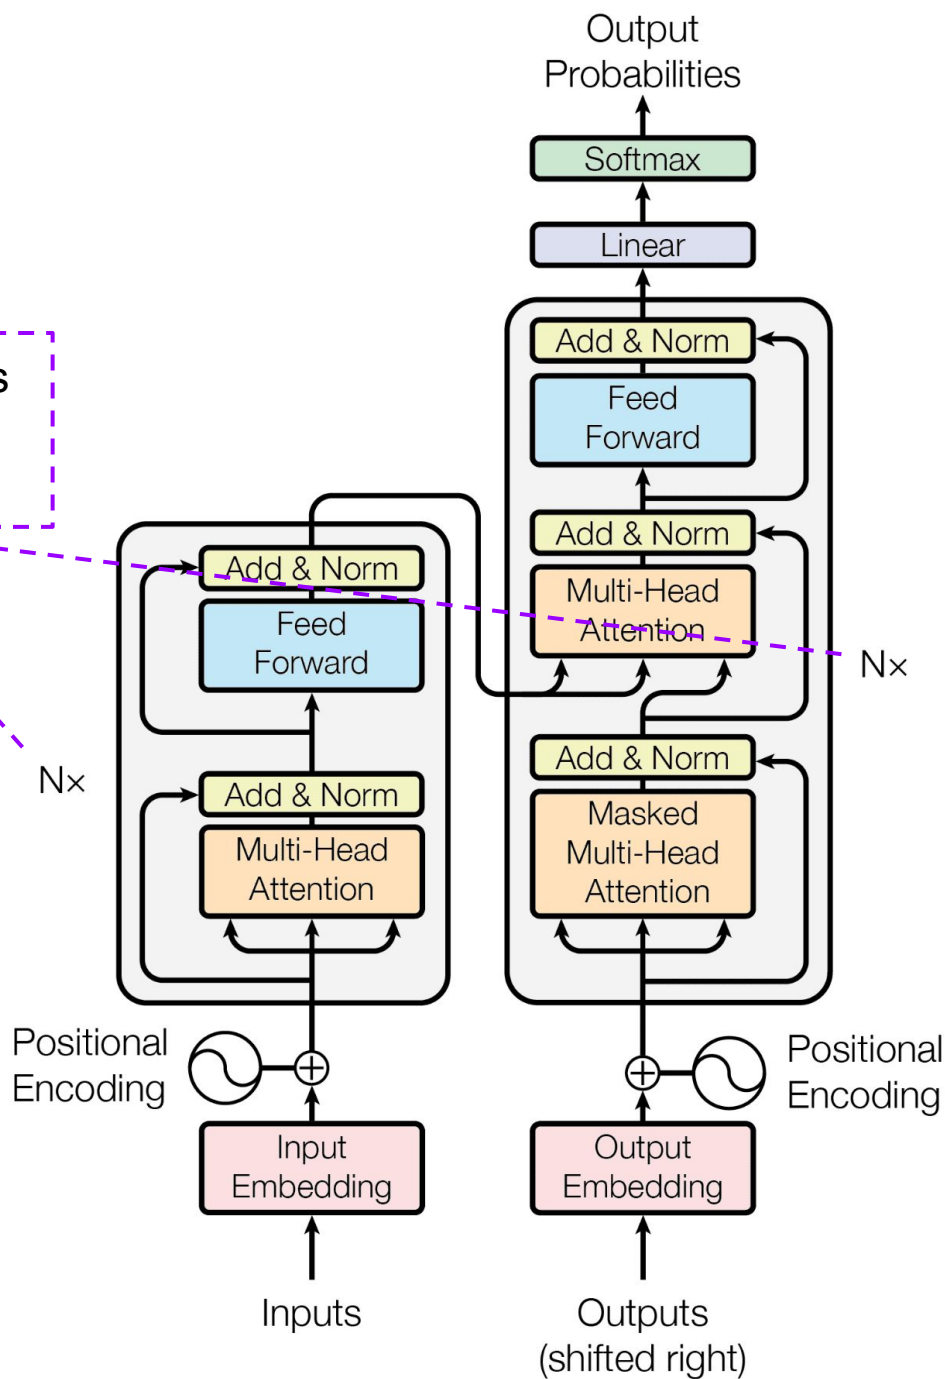 Output
Probabilities
Softmax
Linear
Add & Norm
Feed
Forward
Add & Norm
Multi-Head
Attention
N×
Add & Norm
Masked
Multi-Head
Attention
s
Add & Norm
Feed
Forward
N×
Add & Norm
Multi-Head
Attention
Positional
Encoding
Positional
Encoding
Input
Embedding
Output
Embedding
Inputs
Outputs
(shifted right)